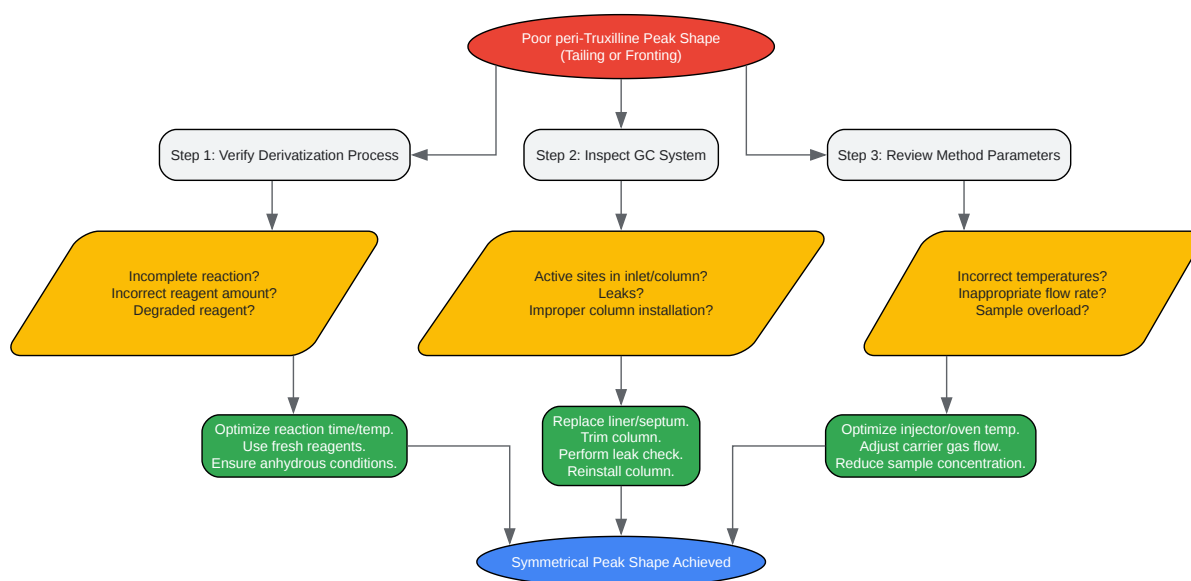 Poor peri-Truxilline Peak Shape
(Tailing or Fronting)
Step 1: Verify Derivatization Process
Step 2: Inspect GC System
Step 3: Review Method Parameters
Incomplete reaction?
Incorrect reagent amount?
Degraded reagent?
Active sites in inlet/column?
Leaks?
Improper column installation?
Incorrect temperatures?
Inappropriate flow rate?
Sample overload?
Optimize reaction time/temp.
Use fresh reagents.
Ensure anhydrous conditions.
Replace liner/septum.
Trim column.
Perform leak check.
Reinstall column.
Optimize injector/oven temp.
Adjust carrier gas flow.
Reduce sample concentration.
Symmetrical Peak Shape Achieved